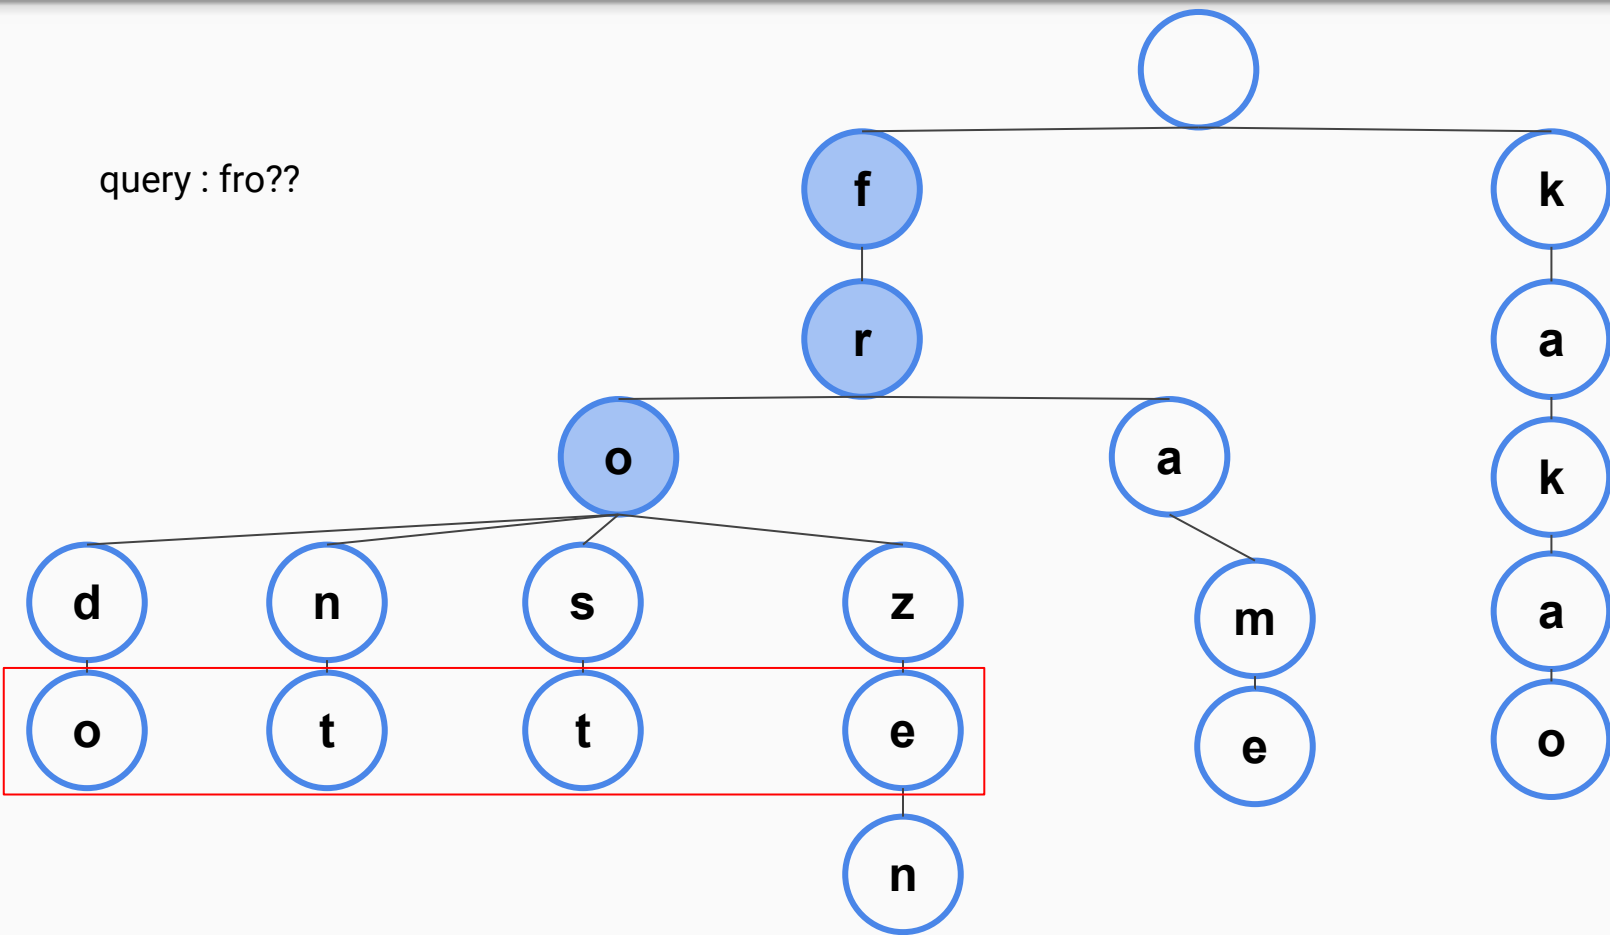 query : fro??
f k
r a
o a k
d n s z m a
o t t e e o
n